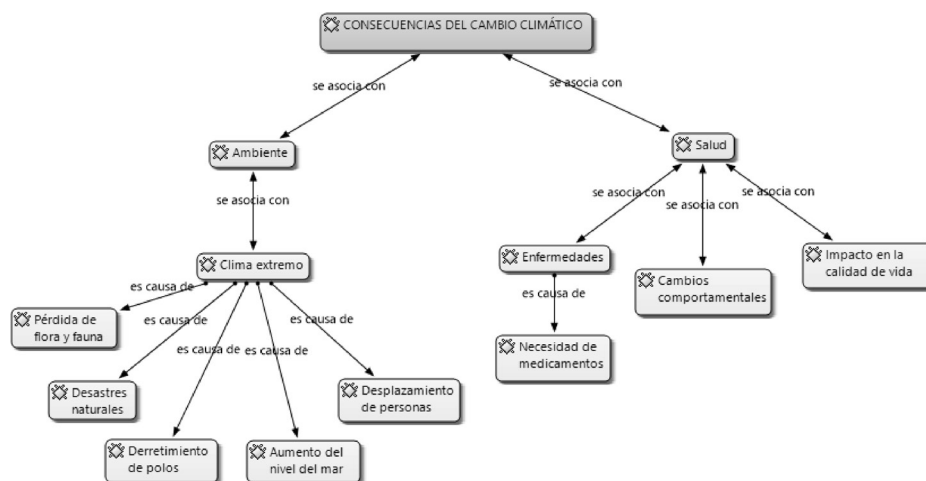 CONSECUENCIAS DEL CAMBIO CLIMÁTICO
se asocia con
se asocia con
Ambiente
Salud
se asocia con
se asocia con
se asocia con
se asocia con
Clima extremo
Enfermedades
Cambios
comportamentales
Impacto en la
calidad de vida
es causa de
es causa de
es causa de
es causa de
es causa de
es causa de
Pérdida de
flora y fauna
Desastres
naturales
Derretimiento
de polos
Aumento del
nivel del mar
Desplazamiento
de personas
Necesidad de
medicamentos